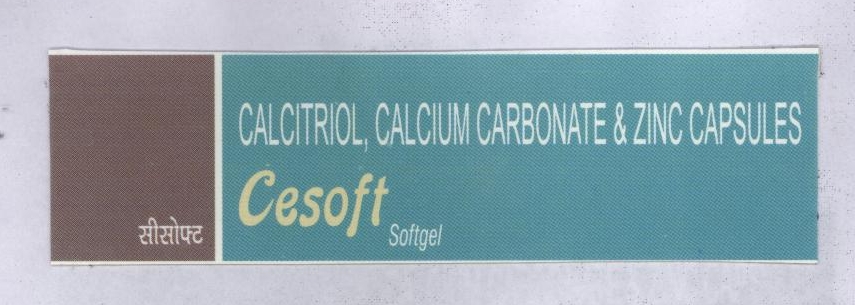 CALCITRIOL, CALCIUM CARBONATE & ZINC CAPSULES
Cesoft
Softgel
सीसोफ्ट